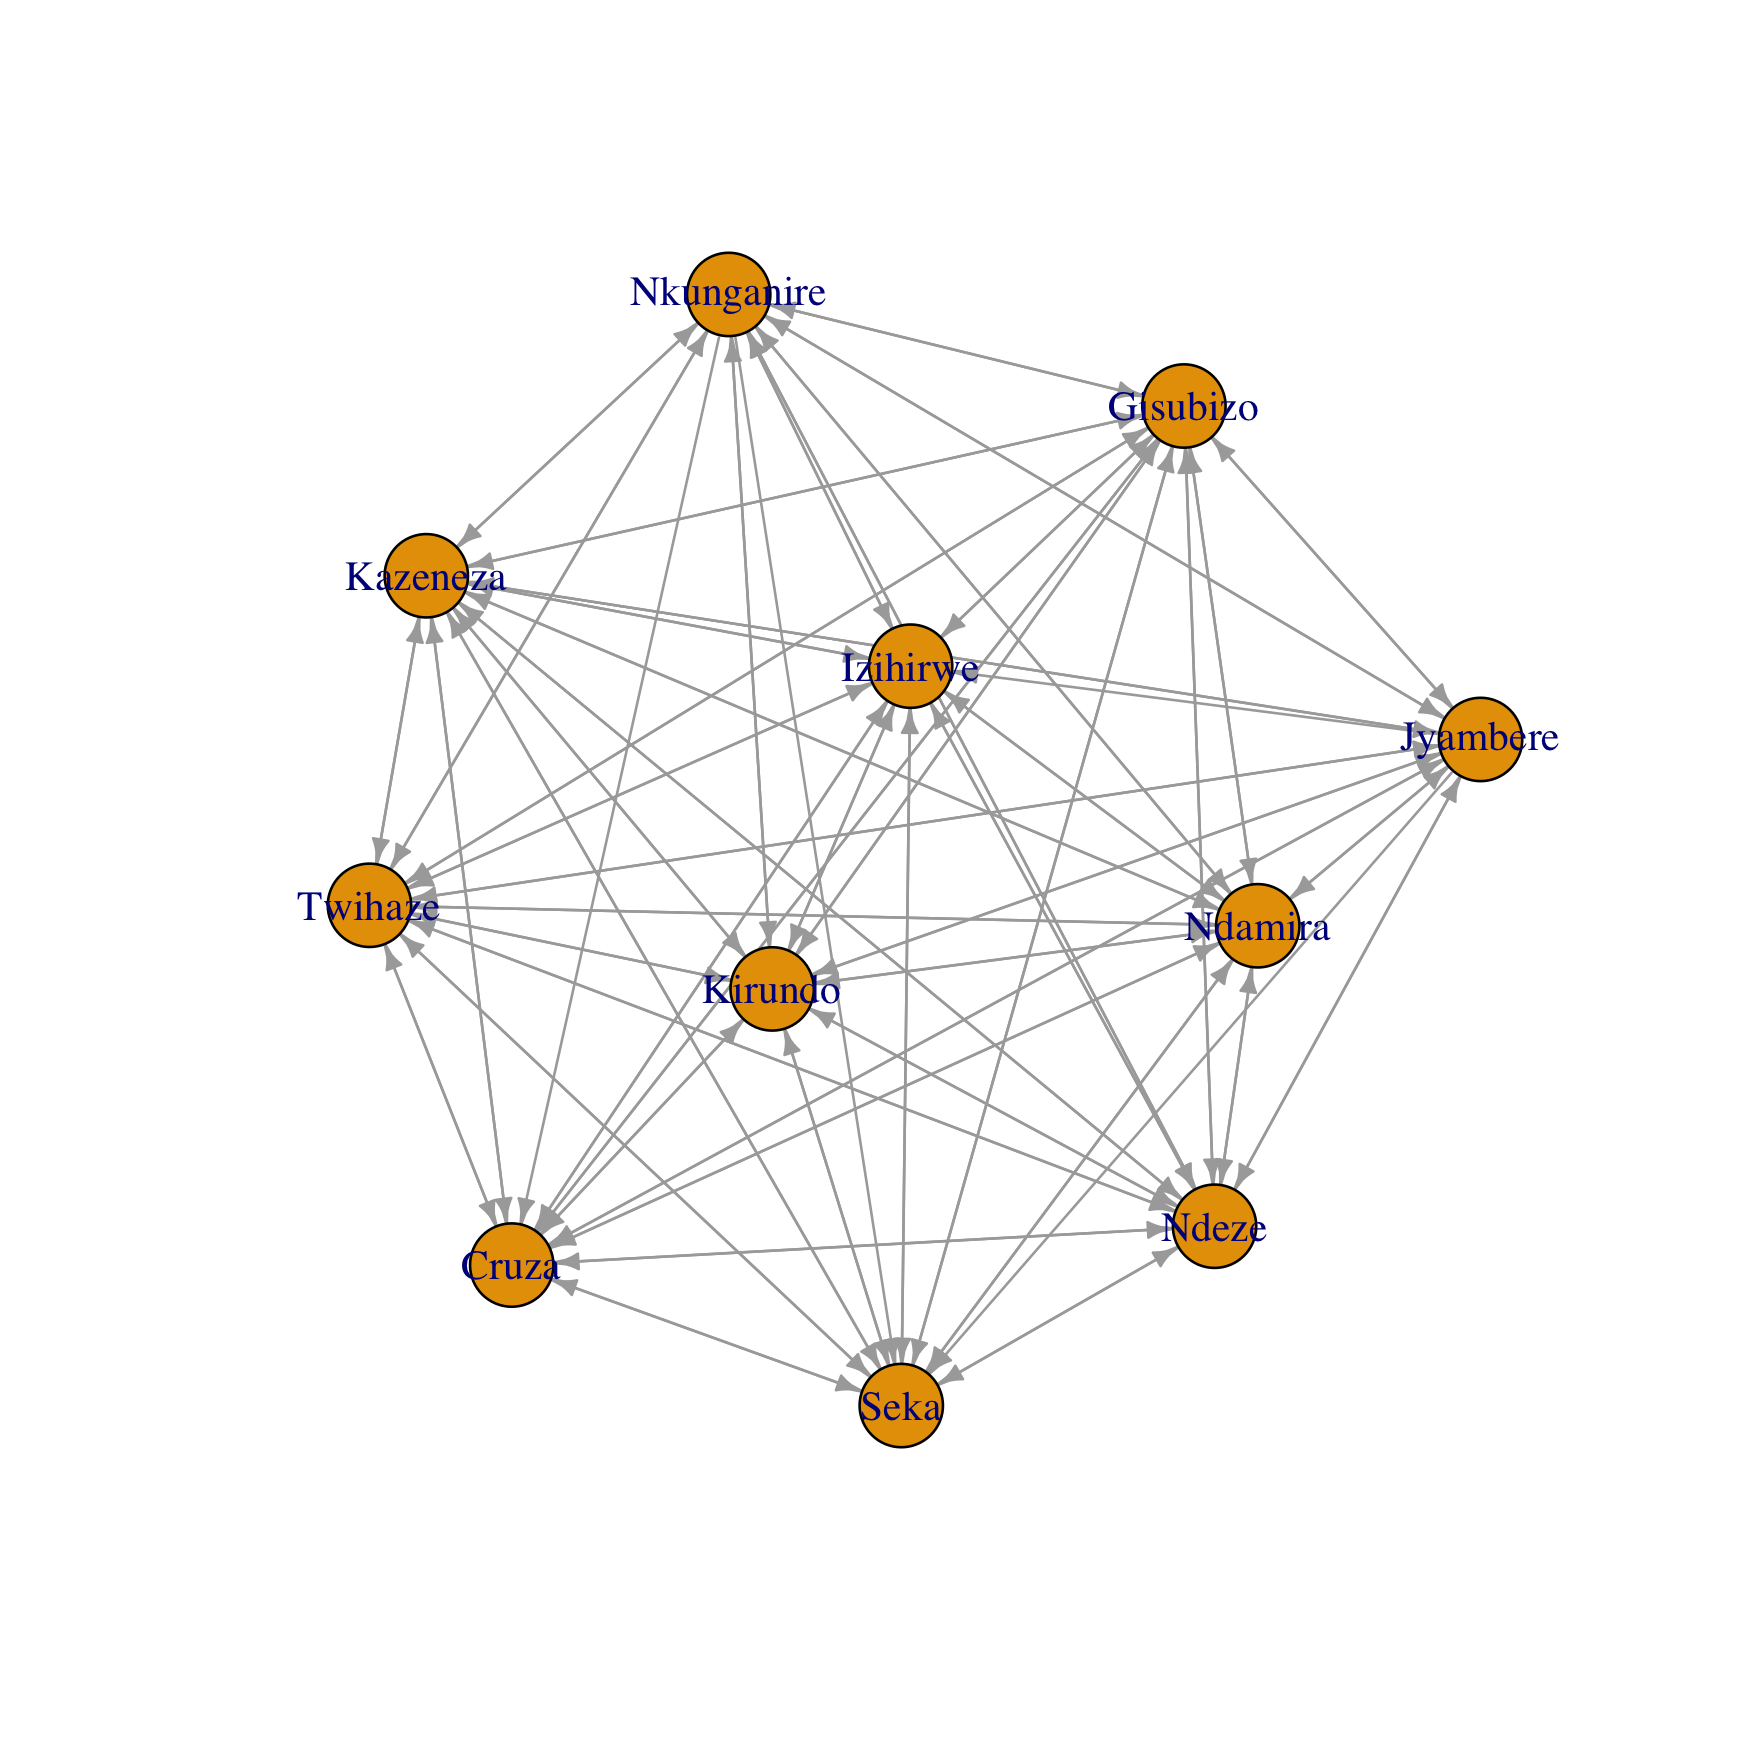 Nkunganire
Gisubizo
Kazeneza
Izihirwe
Jyambere
Twihaze
Ndamira
Kirundo
Ndeze
Cruza
Seka